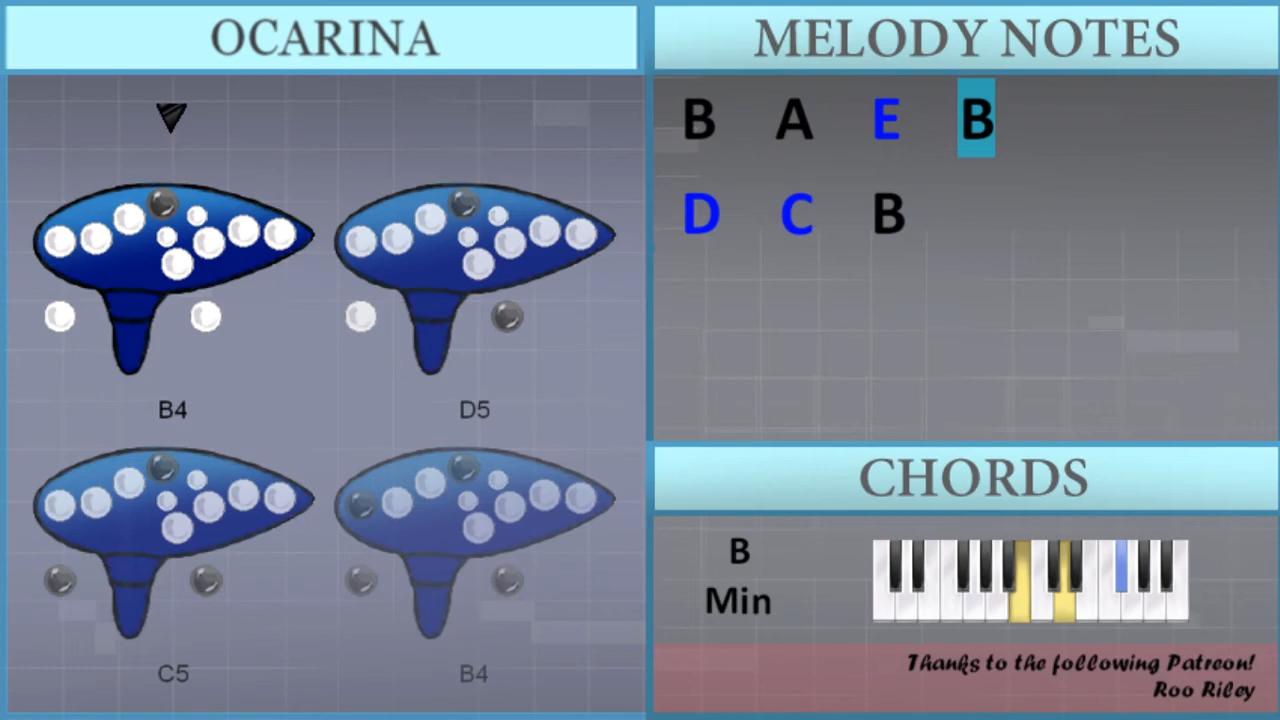 OCARINA
B4
D5
C5
B4
MELODY NOTES
B A E B
D C B
CHORDS
B
Min
Thanks to the following Patreon!
Roo Riley